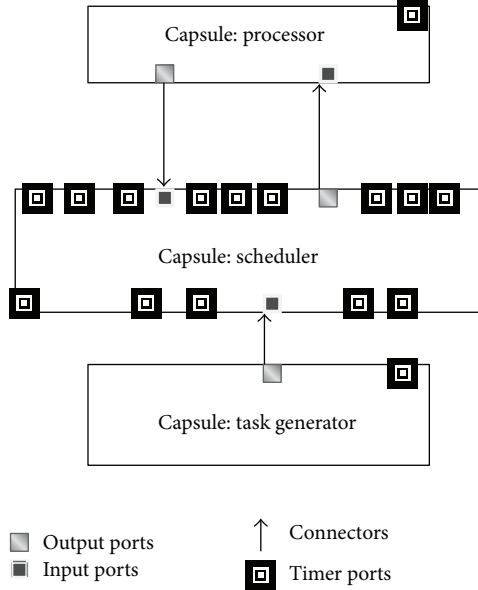 Capsule: processor
Capsule: scheduler
Capsule: task generator
Output ports
Input ports
Connectors
Timer ports